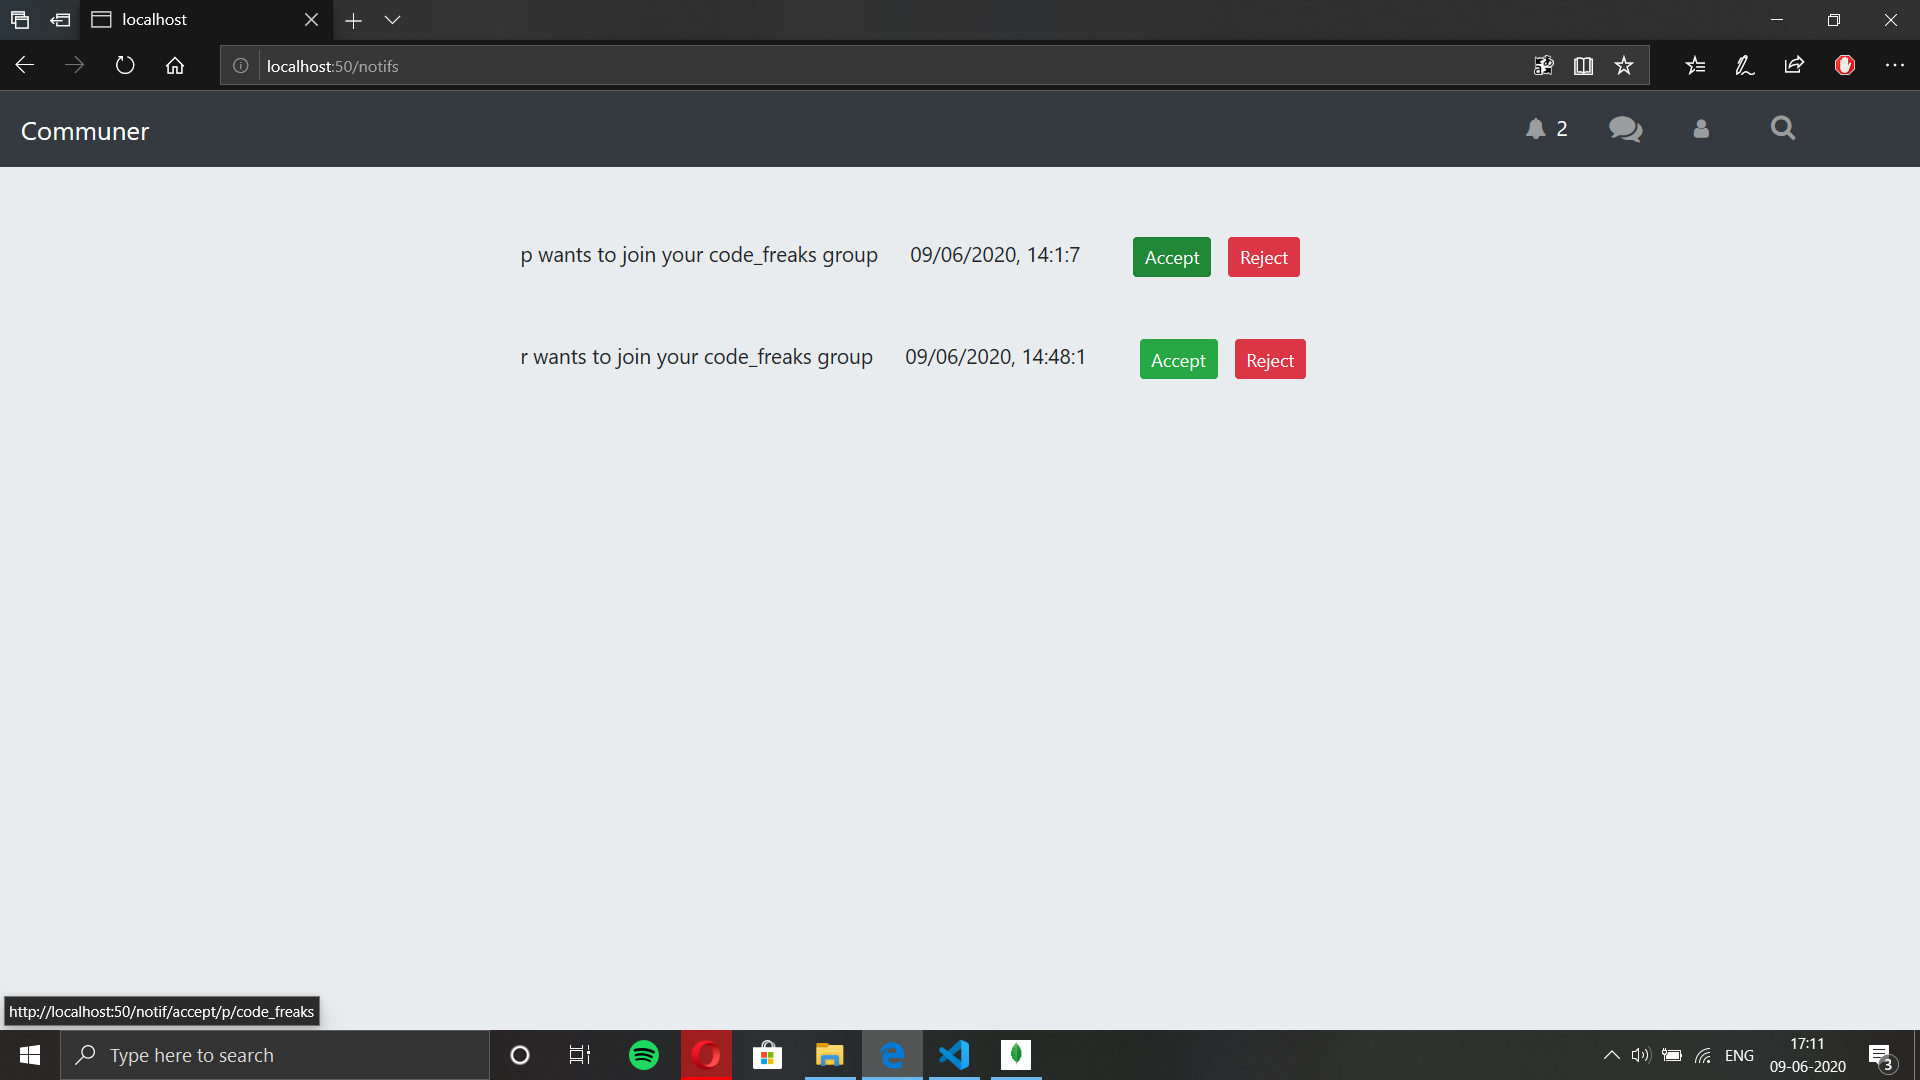 localhost
localhost:50/notifs
Communer
2
p wants to join your code_freaks group 09/06/2020, 14:1:7 Accept Reject
r wants to join your code_freaks group 09/06/2020, 14:48:1 Accept Reject
http://localhost:50/notif/accept/p/code_freaks
Type here to search
ENG
17:11
09-06-2020
3